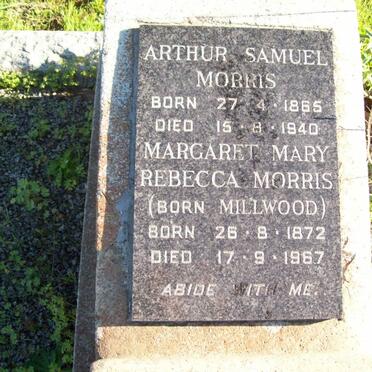 ARTHUR SAMUEL
MORRIS
BORN 27·4·1865
DIED 15·8·1940
MARGARET MARY
REBECCA MORRIS
(BORN MILLWOOD)
BORN 26·8·1872
DIED 17·9·1967
ABIDE WITH ME.